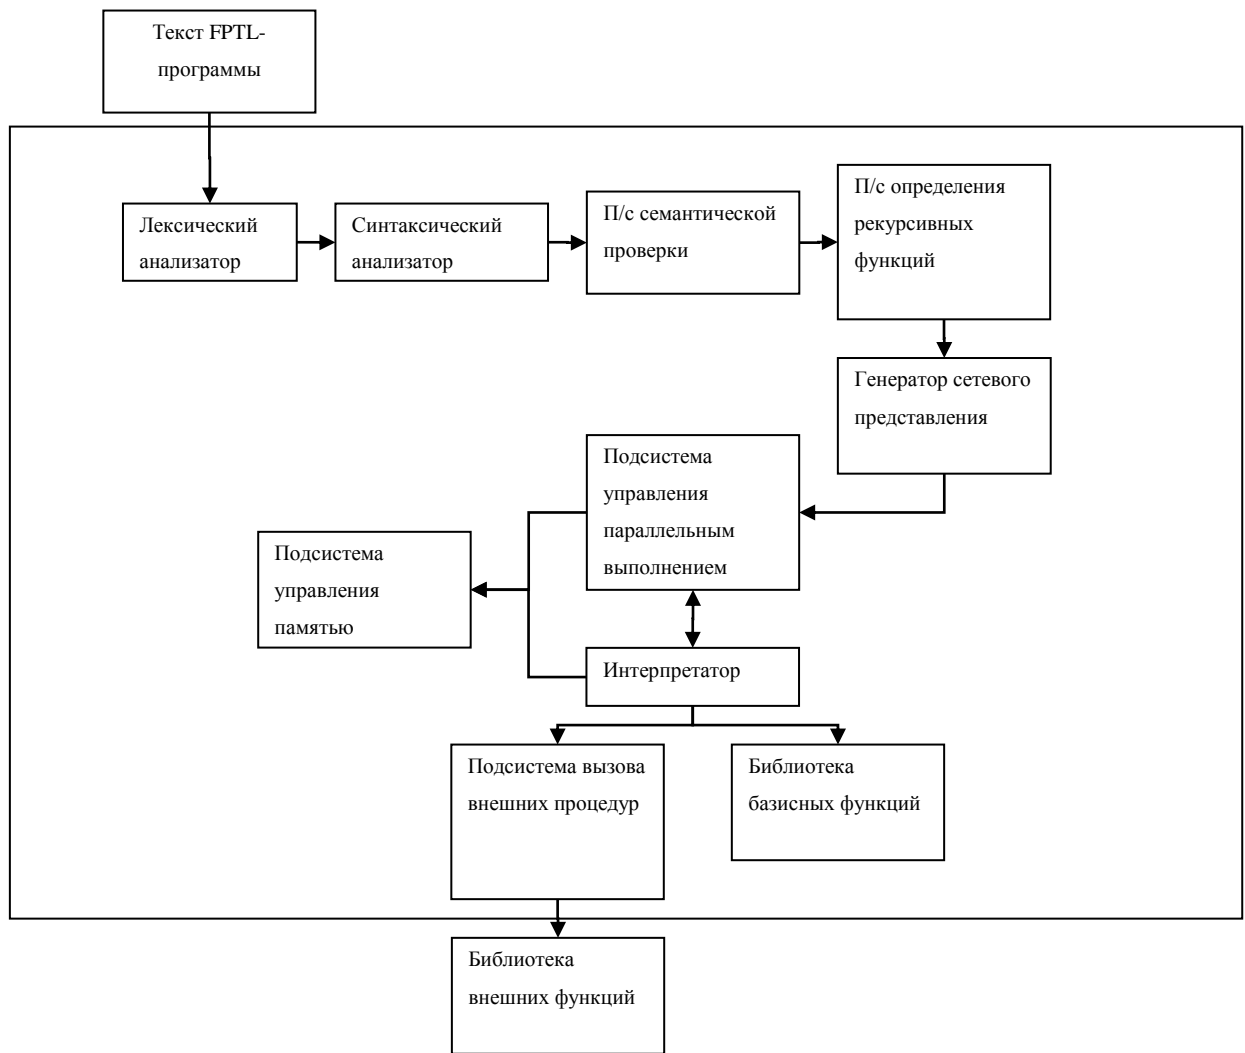 Текст FPTL-
программы
Лексический
анализатор
Синтаксический
анализатор
П/с семантической
проверки
П/с определения
рекурсивных
функций
Генератор сетевого
представления
Подсистема
управления
параллельным
выполнением
Подсистема
управления
памятью
Интерпретатор
Подсистема вызова
внешних процедур
Библиотека
базисных функций
Библиотека
внешних функций